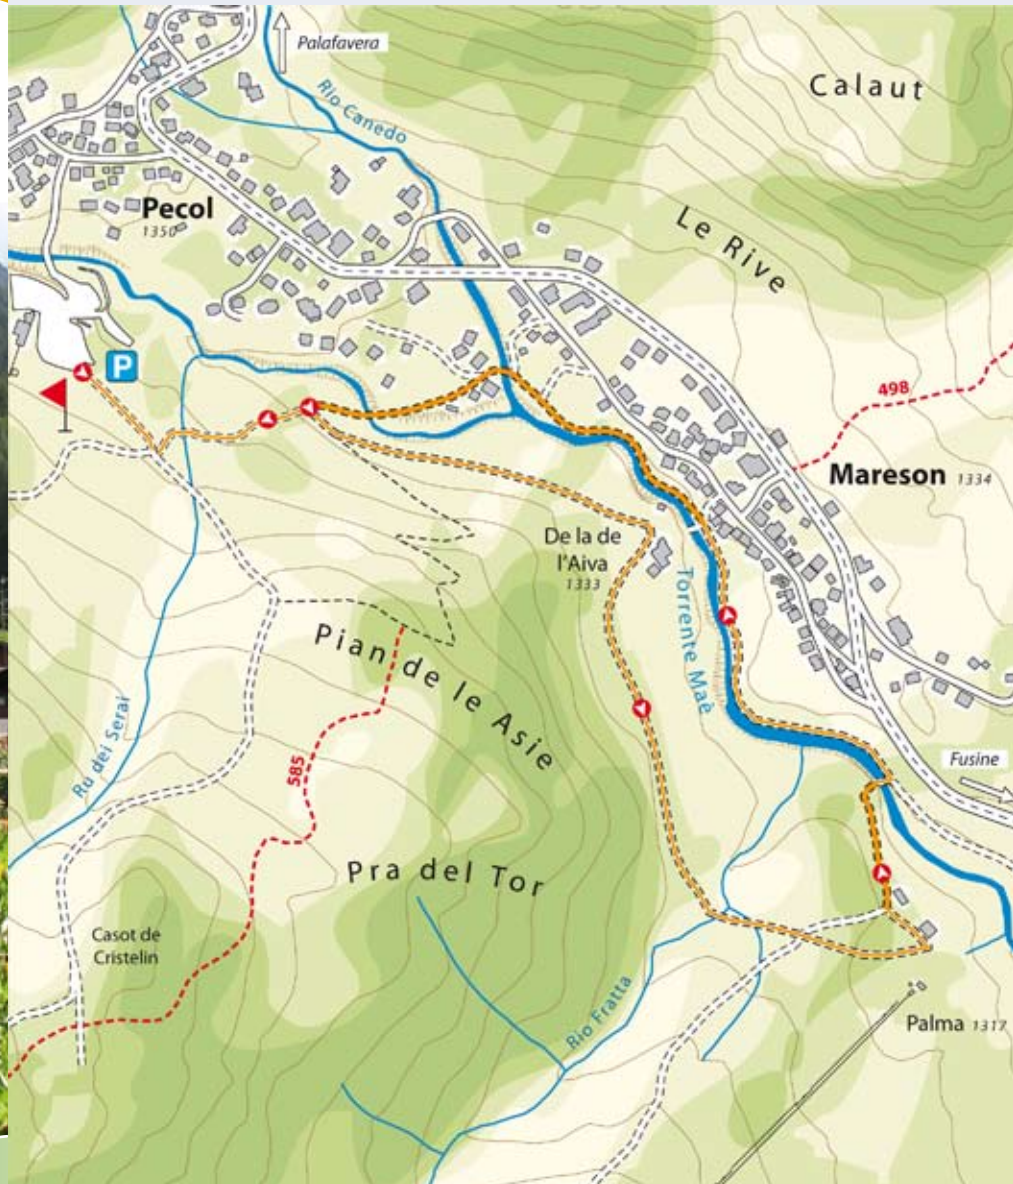 Palafavera
Rio Canedo
Calaut
Pecol
1350
Le Rive
P
498
Mareson 1334
De la de
l'Aiva
1333
Torrente Maè
Pian de le Asie
Ru dei Serai
585
Fusine
Pra del Tor
Casot de
Cristelin
Rio Fratta
Palma 1317